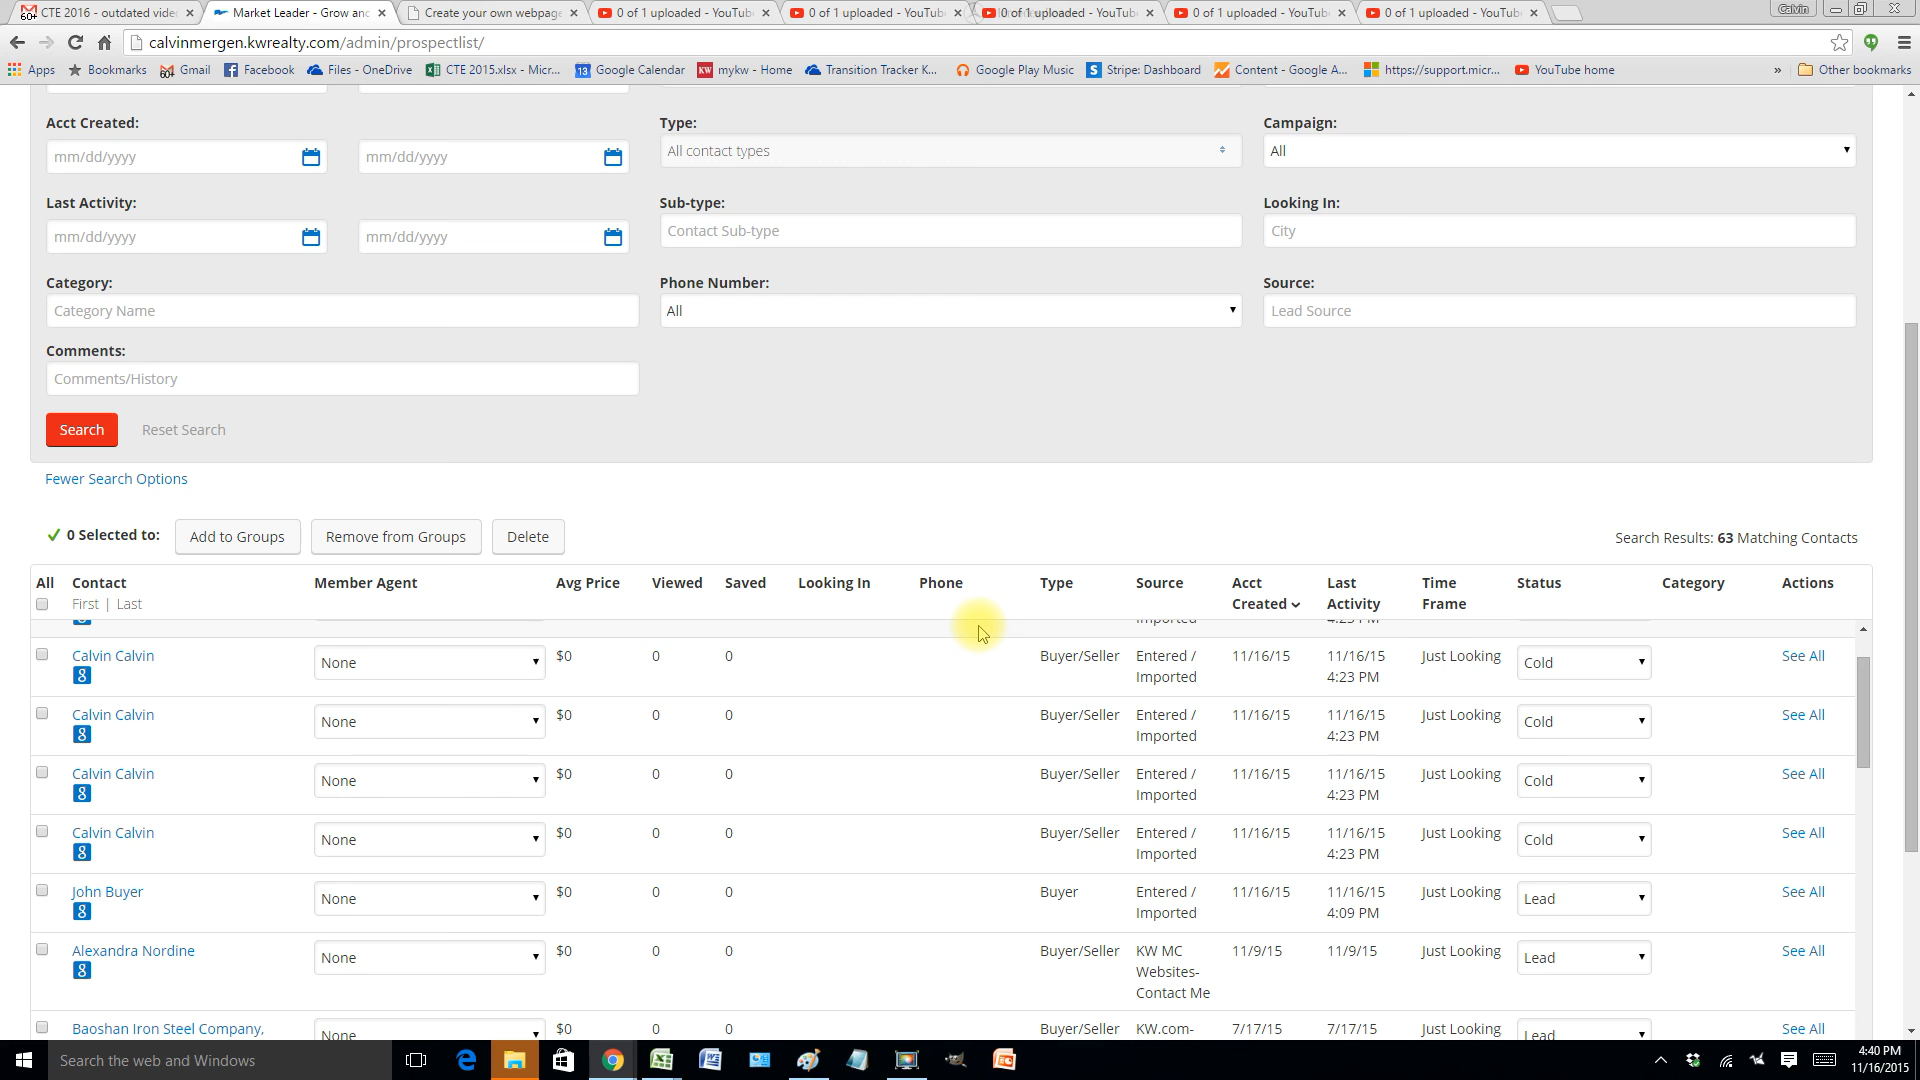 CTE 2016 - outdated vide
Market Leader - Grow and
Create your own webpage
0 of 1 uploaded - YouTube
0 of 1 uploaded - YouTube
0 of 1 uploaded - YouTube
0 of 1 uploaded - YouTube
0 of 1 uploaded - YouTube
Calvin
calvinmergen.kwrealty.com/admin/prospectlist/
Apps
Bookmarks
Gmail
Facebook
Files - OneDrive
CTE 2015.xlsx - Micr...
Google Calendar
mykw - Home
Transition Tracker K...
Google Play Music
Stripe: Dashboard
Content - Google A...
https://support.micr...
YouTube home
»
Other bookmarks
Acct Created:
Type:
Campaign:
mm/dd/yyyy
mm/dd/yyyy
All contact types
All
Last Activity:
Sub-type:
Looking In:
mm/dd/yyyy
mm/dd/yyyy
Contact Sub-type
City
Category:
Phone Number:
Source:
Category Name
All
Lead Source
Comments:
Comments/History
Search
Reset Search
Fewer Search Options
0 Selected to:
Add to Groups
Remove from Groups
Delete
Search Results: 63 Matching Contacts
All Contact Member Agent Avg Price Viewed Saved Looking In Phone Type Source Acct Last Time Status Category Actions
First | Last Created Activity Frame
Calvin Calvin None $0 0 0 Buyer/Seller Entered / 11/16/15 11/16/15 Just Looking Cold See All
8 Imported 4:23 PM
Calvin Calvin None $0 0 0 Buyer/Seller Entered / 11/16/15 11/16/15 Just Looking Cold See All
8 Imported 4:23 PM
Calvin Calvin None $0 0 0 Buyer/Seller Entered / 11/16/15 11/16/15 Just Looking Cold See All
8 Imported 4:23 PM
Calvin Calvin None $0 0 0 Buyer/Seller Entered / 11/16/15 11/16/15 Just Looking Cold See All
8 Imported 4:23 PM
John Buyer None $0 0 0 Buyer Entered / 11/16/15 11/16/15 Just Looking Lead See All
8 Imported 4:09 PM
Alexandra Nordine None $0 0 0 Buyer/Seller KW MC 11/9/15 11/9/15 Just Looking Lead See All
8 Websites-
Contact Me
Baoshan Iron Steel Company, None $0 0 0 Buyer/Seller KW.com- 7/17/15 7/17/15 Just Looking Lead See All
Search the web and Windows
4:40 PM
11/16/2015